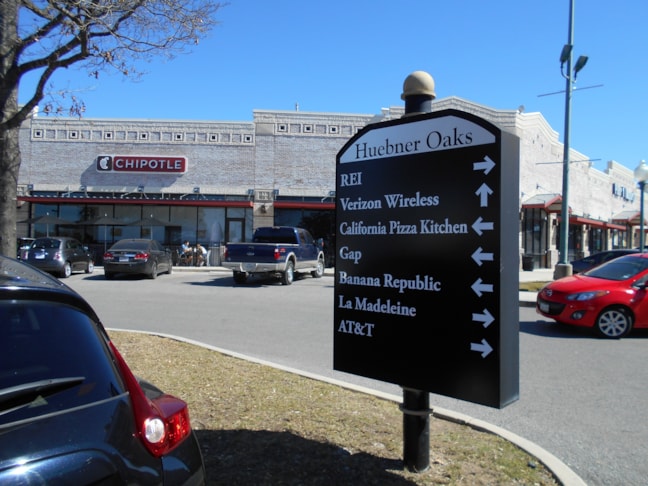 CHIPOTLE
Huebner Oaks
REI
Verizon Wireless
California Pizza Kitchen
Gap
Banana Republic
La Madeleine
AT&T